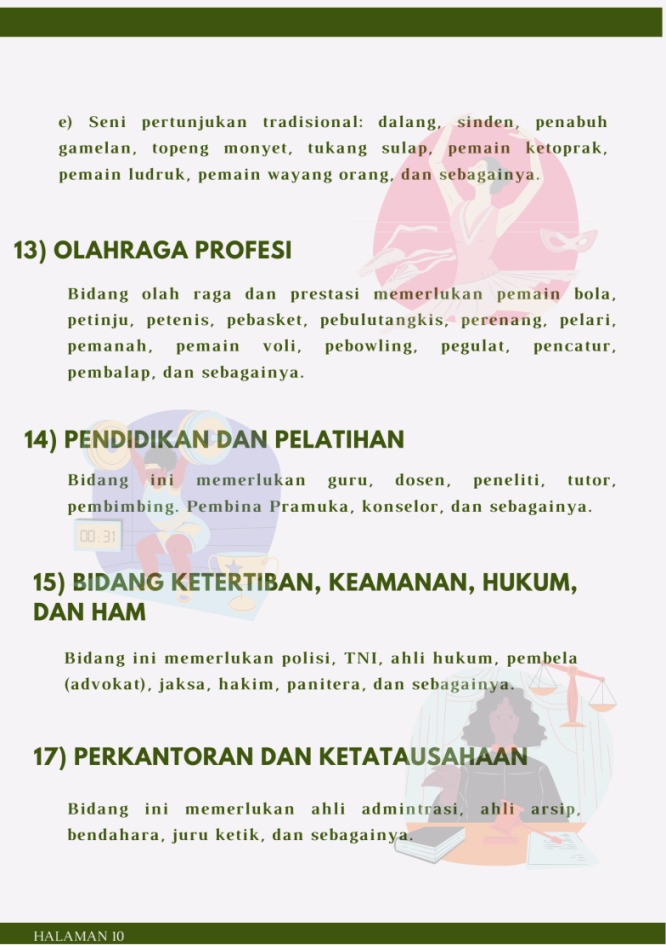 e) Seni pertunjukan tradisional: dalang, sinden, penabuh
gamelan, topeng monyet, tukang sulap, pemain ketoprak,
pemain ludruk, pemain wayang orang, dan sebagainya.
13) OLAHRAGA PROFESI
Bidang olah raga dan prestasi memerlukan pemain bola,
petinju, petenis, pebasket, pebulutangkis, perenang, pelari,
pemanah, pemain voli, pebowling, pegulat, pencatur,
pembalap, dan sebagainya.
14) PENDIDIKAN DAN PELATIHAN
Bidang ini memerlukan guru, dosen, peneliti, tutor,
pembimbing. Pembina Pramuka, konselor, dan sebagainya.
00:31
15) BIDANG KETERTIBAN, KEAMANAN, HUKUM,
DAN HAM
Bidang ini memerlukan polisi, TNI, ahli hukum, pembela
(advokat), jaksa, hakim, panitera, dan sebagainya.
17) PERKANTORAN DAN KETATAUSAHAAN
Bidang ini memerlukan ahli admintrasi, ahli arsip,
bendahara, juru ketik, dan sebagainya.
HALAMAN 10